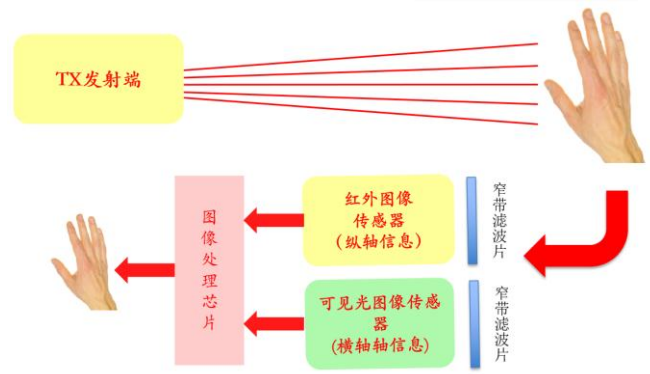 TX发射端
红外图像
传感器
(纵轴信息)
窄带滤波片
图像处理芯片
可见光图像传感
器
(横轴轴信息)
窄带滤波片